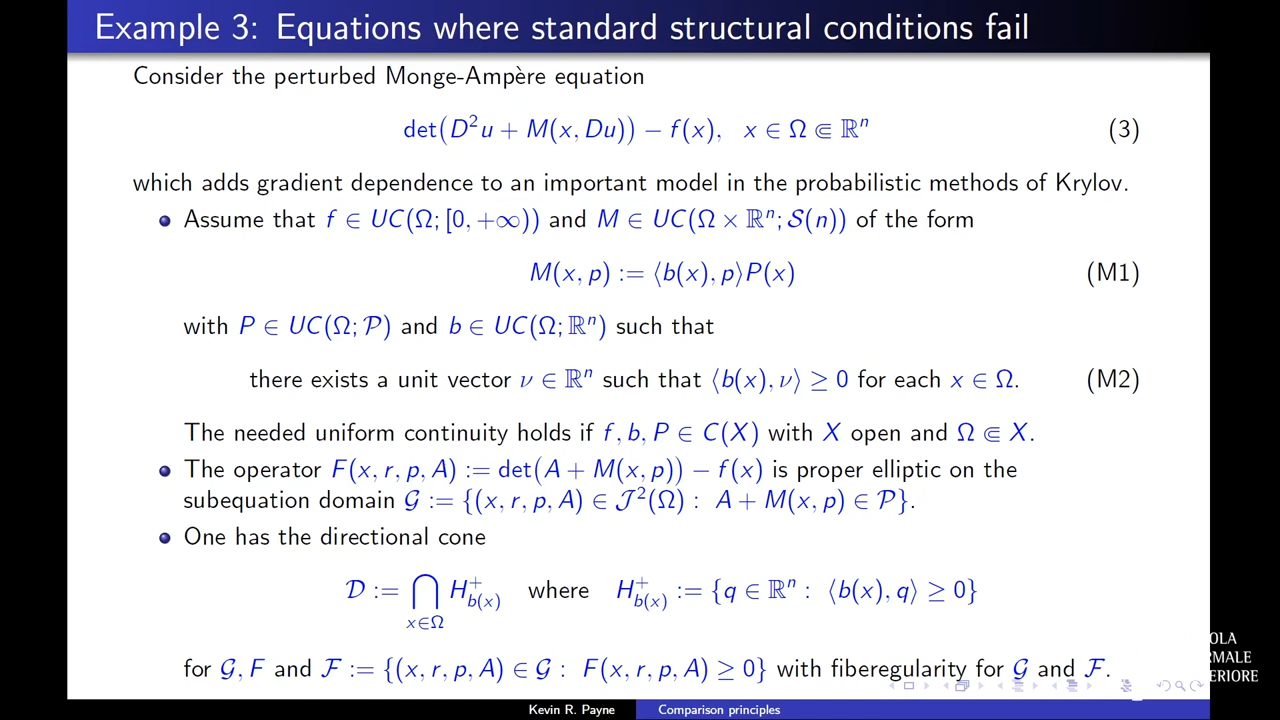 Example 3: Equations where standard structural conditions fail
Consider the perturbed Monge-Ampère equation
det(D²u + M(x, Du)) − f(x), x ∈ Ω ⋐ ℝⁿ (3)
which adds gradient dependence to an important model in the probabilistic methods of Krylov.
Assume that f ∈ UC(Ω; [0, +∞)) and M ∈ UC(Ω × ℝⁿ; 𝒮(n)) of the form
M(x, p) := ⟨b(x), p⟩P(x) (M1)
with P ∈ UC(Ω; 𝒫) and b ∈ UC(Ω; ℝⁿ) such that
there exists a unit vector ν ∈ ℝⁿ such that ⟨b(x), ν⟩ ≥ 0 for each x ∈ Ω. (M2)
The needed uniform continuity holds if f, b, P ∈ C(X) with X open and Ω ⋐ X.
The operator F(x, r, p, A) := det(A + M(x, p)) − f(x) is proper elliptic on the
subequation domain 𝒢 := {(x, r, p, A) ∈ 𝒥²(Ω) : A + M(x, p) ∈ 𝒫}.
One has the directional cone
𝒟 := ⋂_{x∈Ω} H⁺_{b(x)} where H⁺_{b(x)} := {q ∈ ℝⁿ : ⟨b(x), q⟩ ≥ 0}
for 𝒢, F and ℱ := {(x, r, p, A) ∈ 𝒢 : F(x, r, p, A) ≥ 0} with fiberegularity for 𝒢 and ℱ.
OLA
RMALE
ERIORE
Kevin R. Payne Comparison principles